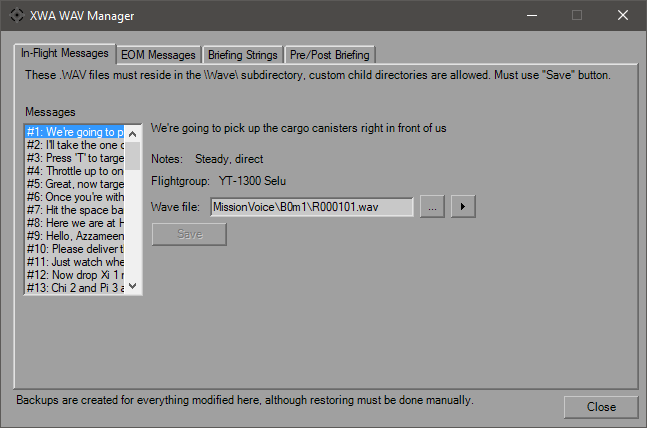 XWA WAV Manager
In-Flight Messages
EOM Messages
Briefing Strings
Pre/Post Briefing
These .WAV files must reside in the \Wave\ subdirectory, custom child directories are allowed. Must use "Save" button.
Messages
#1: We're going to p
#2: I'll take the one
#3: Press 'T' to targe
#4: Throttle up to on
#5: Great, now targe
#6: Once you're with
#7: Hit the space ba
#8: Here we are at H
#9: Hello, Azzameen
#10: Please deliver t
#11: Just watch whe
#12: Now drop Xi 1
#13: Chi 2 and Pi 3 a
We're going to pick up the cargo canisters right in front of us
Notes: Steady, direct
Flightgroup: YT-1300 Selu
Wave file: MissionVoice\B0m1\R000101.wav ...
Save
Backups are created for everything modified here, although restoring must be done manually.
Close